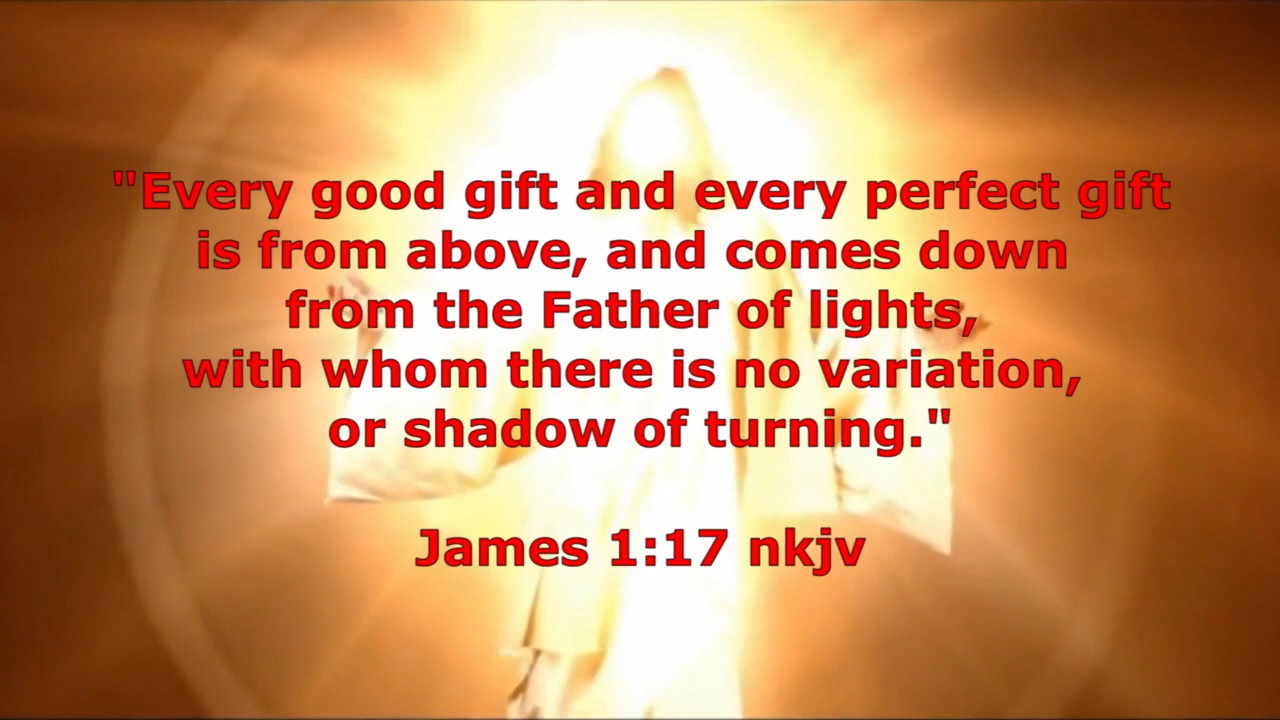 "Every good gift and every perfect gift
is from above, and comes down
from the Father of lights,
with whom there is no variation,
or shadow of turning."
James 1:17 nkjv